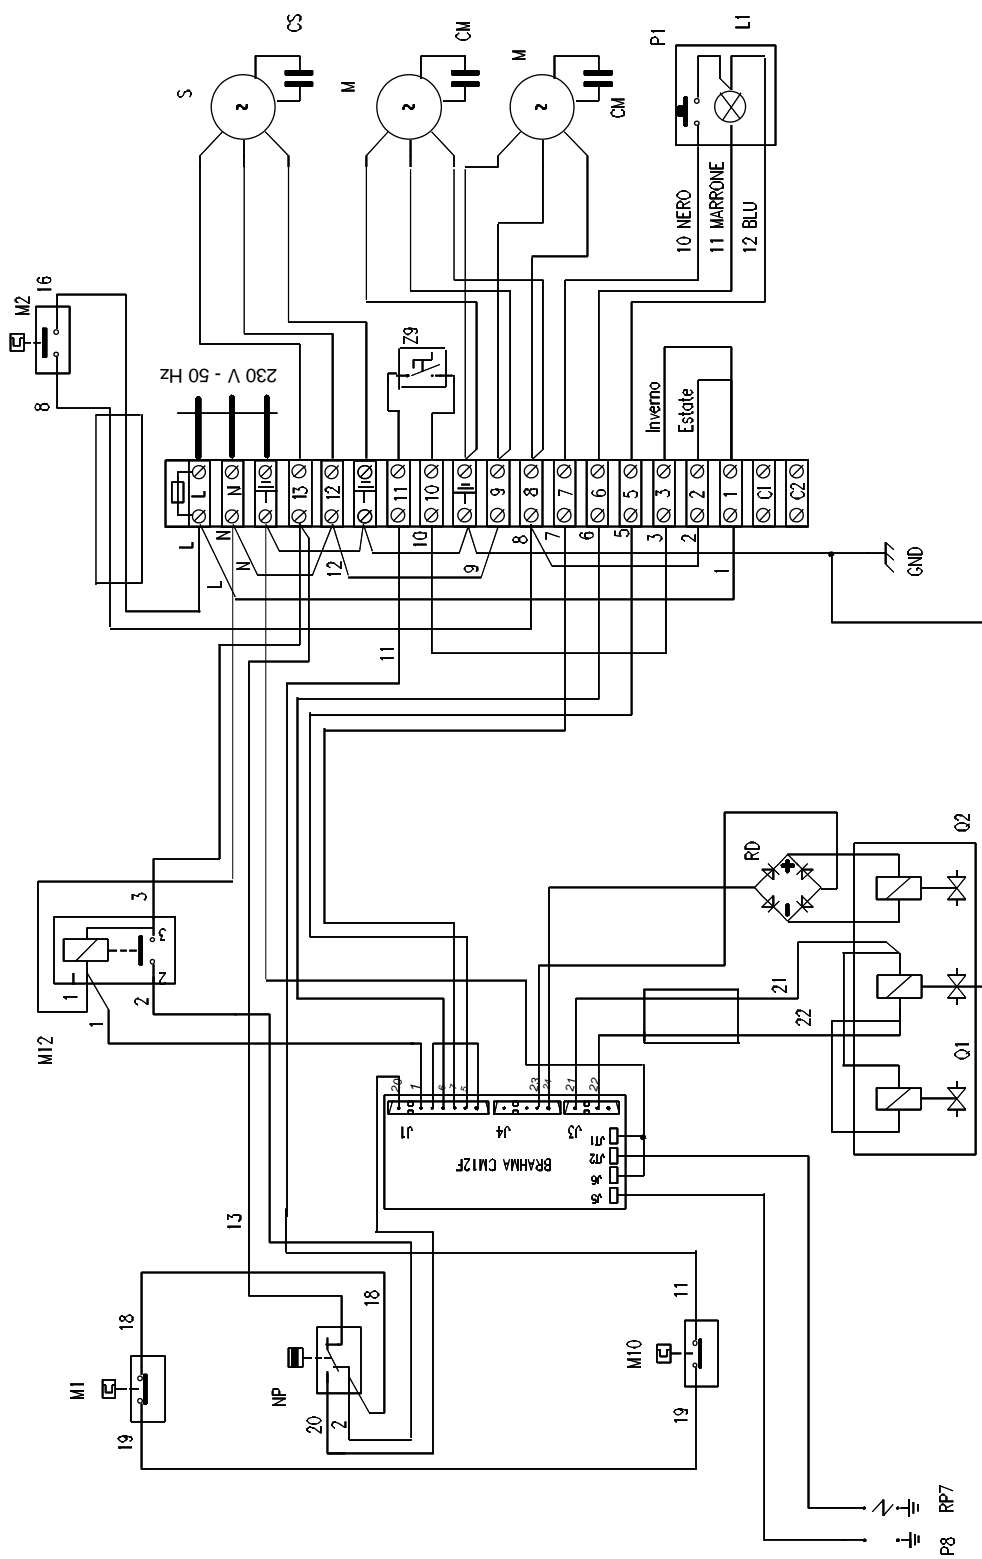 CS
CM
L1
P1
M
S
M
CM
10 NERO
11 MARRONE
12 BLU
M2
16
8
230 V - 50 Hz
Z9
Inverno
Estate
L
N
13
12
11
10
9
8
7
6
5
3
2
1
C1
C2
L
N
10
8
7
6
5
3
2
L
N
12
9
1
GND
11
3
3
2
1
2
1
M12
RD
Q2
21
22
Q1
20
1
6
7
5
23
24
21
22
J1
J4
J3
BRAHMA CM12F
J11
J12
J6
J5
13
18
18
11
M1
NP
M10
19
20
2
19
RP7
P8